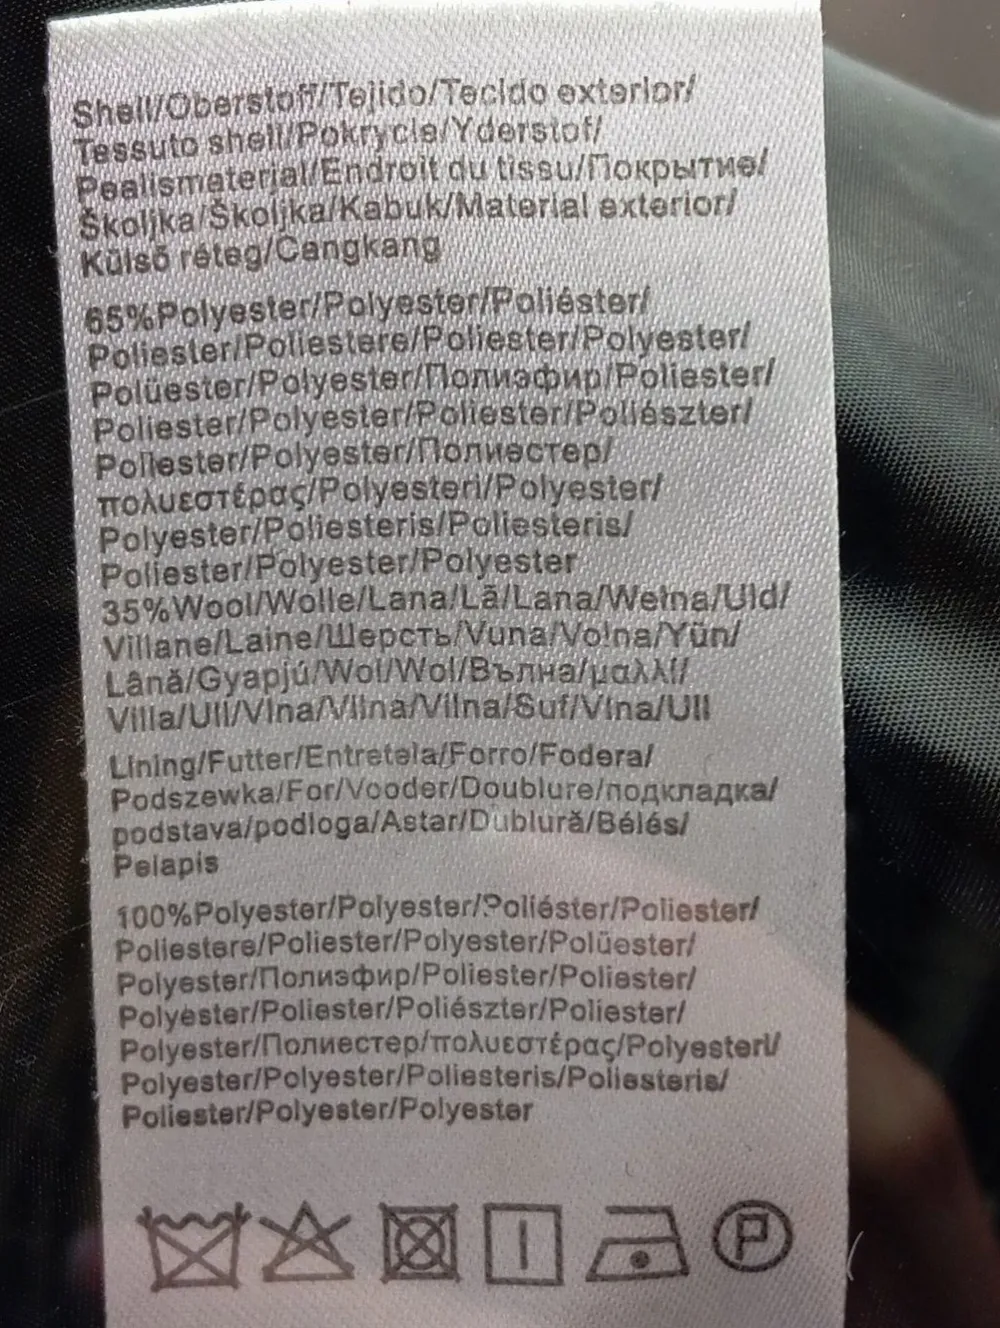 Shell/Oberstoff/Tejido/Tecido exterior/
Tessuto shell/Pokrycie/Yderstof/
Pealismaterjal/Endroit du tissu/Покрытие/
Školjka/Školjka/Kabuk/Material exterior/
Külső réteg/Cangkang
65%Polyester/Polyester/Poliéster/
Poliester/Poliestere/Poliester/Polyester/
Polüester/Polyester/Полиэфир/Poliester/
Poliester/Polyester/Poliester/Poliészter/
Poliester/Polyester/Полиестер/
πολυεστέρας/Polyesteri/Polyester/
Polyester/Poliesteris/Poliesteris/
Poliester/Polyester/Polyester
35%Wool/Wolle/Lana/Lã/Lana/Wełna/Uld/
Villane/Laine/Шерсть/Vuna/Volna/Yün/
Lână/Gyapjú/Wol/Wol/Вълна/μαλλί/
Villa/Ull/Vlna/Vilna/Vilna/Suf/Vlna/Ull
Lining/Futter/Entretela/Forro/Fodera/
Podszewka/For/Vooder/Doublure/подкладка/
podstava/podloga/Astar/Dublură/Bélés/
Pelapis
100%Polyester/Polyester/Poliéster/Poliester/
Poliestere/Poliester/Polyester/Polüester/
Polyester/Полиэфир/Poliester/Poliester/
Polyester/Poliester/Poliészter/Poliester/
Polyester/Полиестер/πολυεστέρας/Polyesteri/
Polyester/Polyester/Poliesteris/Poliesteris/
Poliester/Polyester/Polyester
P